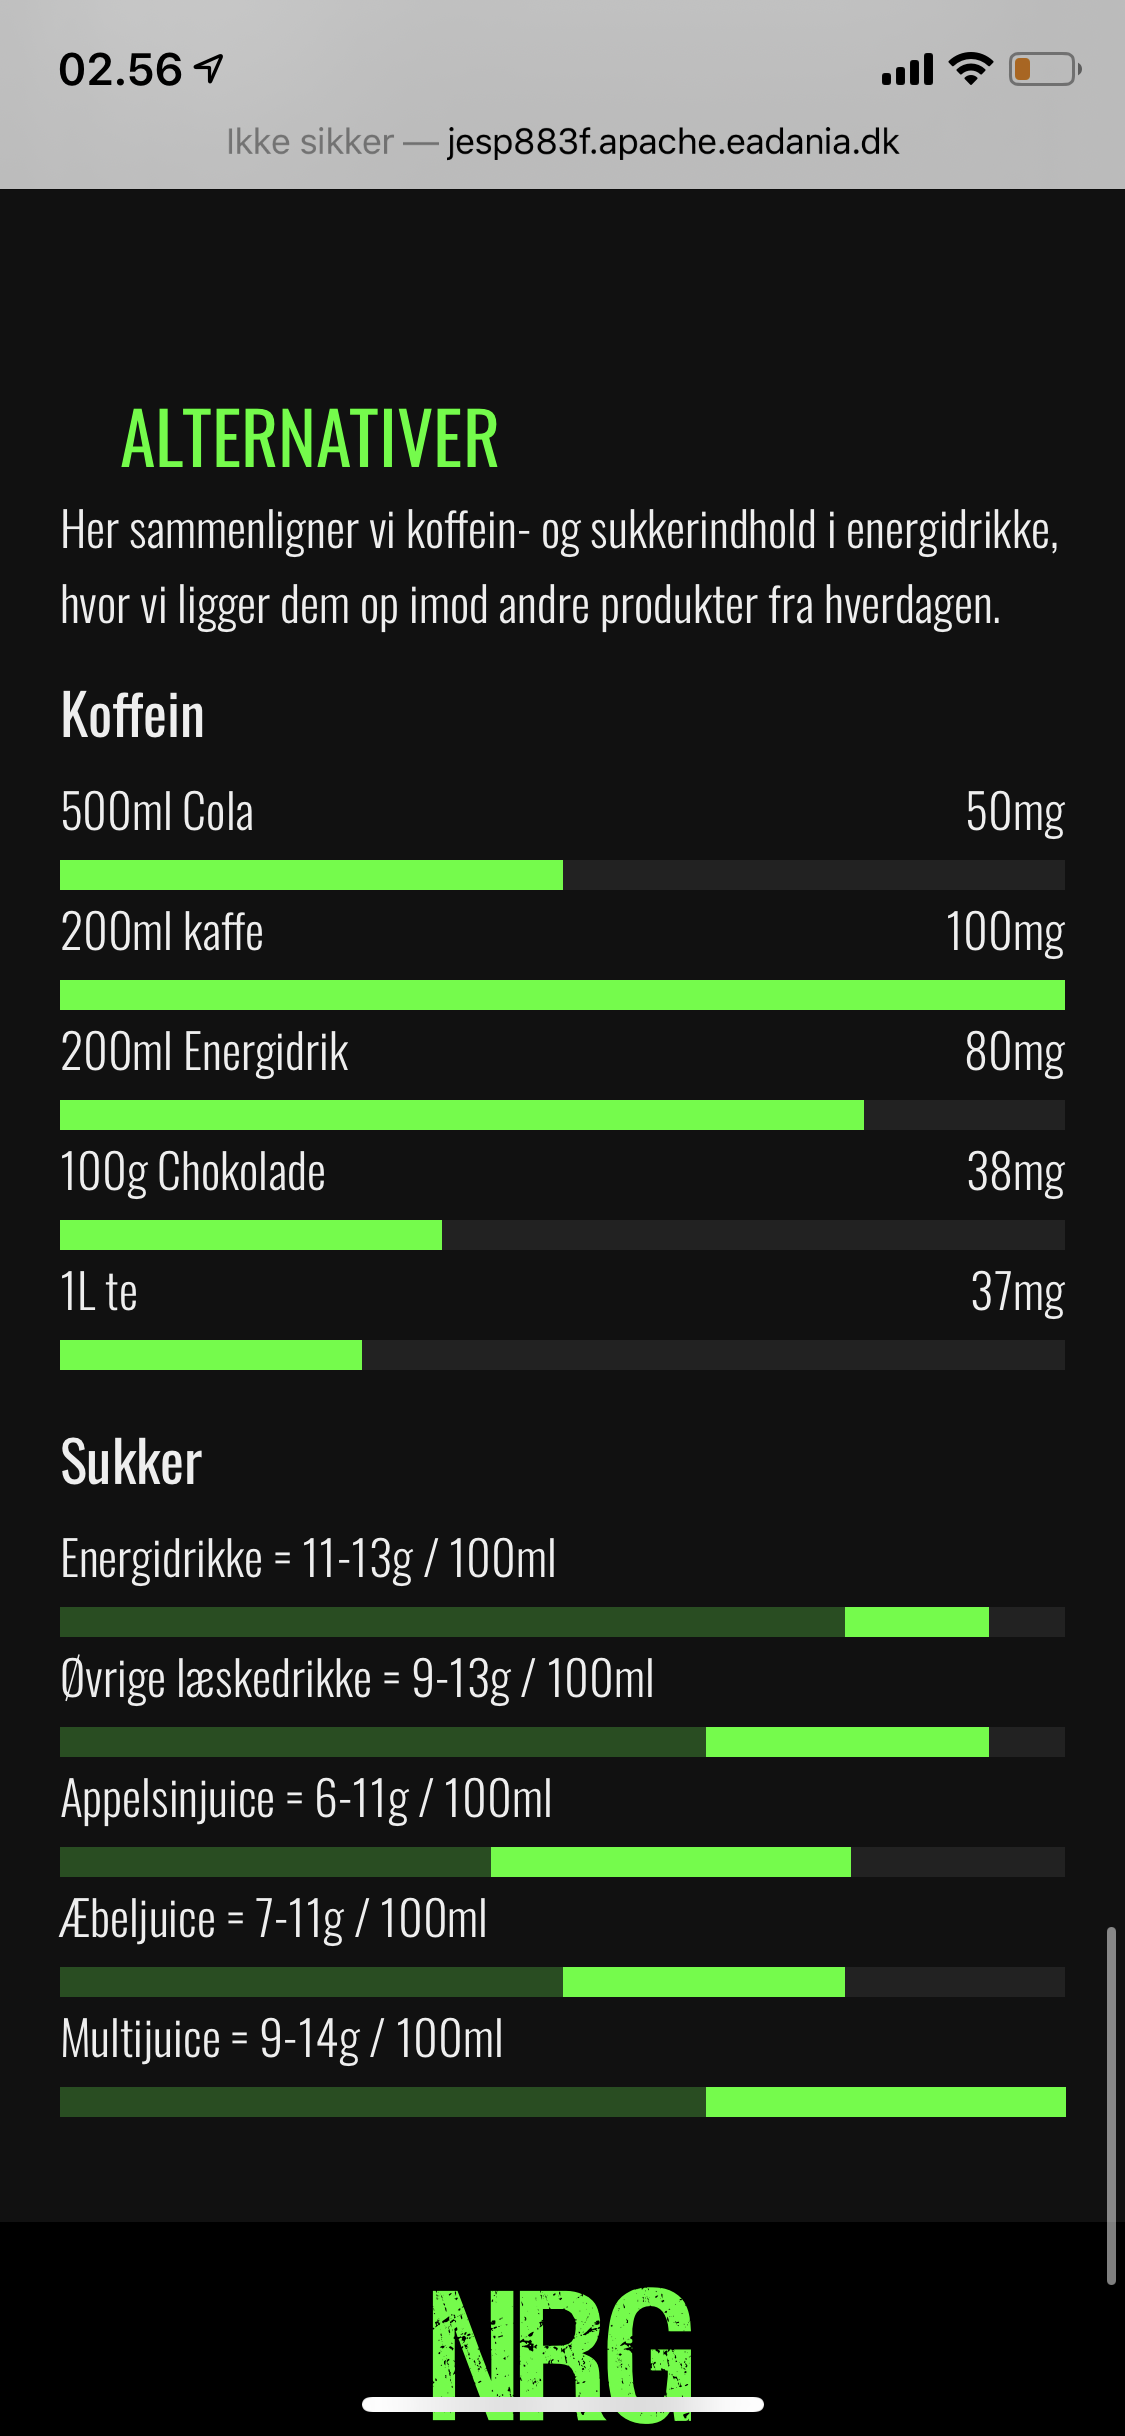 02.56
Ikke sikker — jesp883f.apache.eadania.dk
ALTERNATIVER
Her sammenligner vi koffein- og sukkerindhold i energidrikke,
hvor vi ligger dem op imod andre produkter fra hverdagen.
Koffein
500ml Cola 50mg
200ml kaffe 100mg
200ml Energidrik 80mg
100g Chokolade 38mg
1L te 37mg
Sukker
Energidrikke = 11-13g / 100ml
Øvrige læskedrikke = 9-13g / 100ml
Appelsinjuice = 6-11g / 100ml
Æbeljuice = 7-11g / 100ml
Multijuice = 9-14g / 100ml
NRG